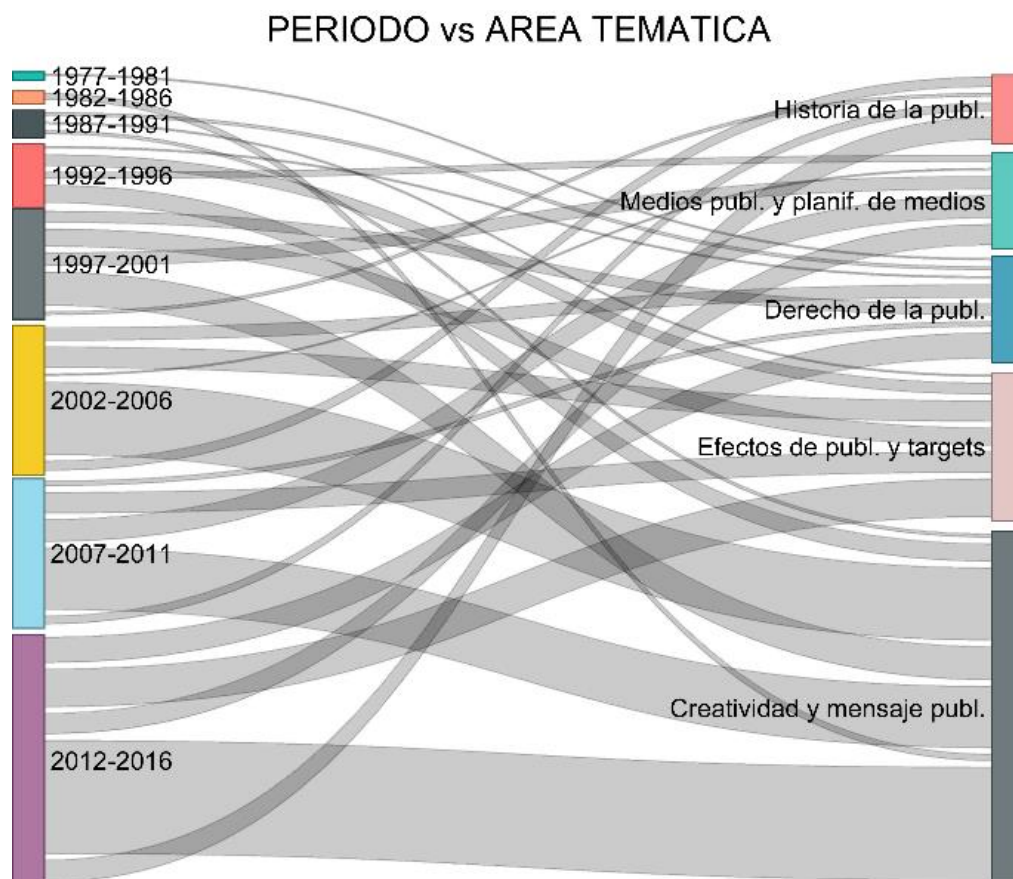 PERIODO vs AREA TEMATICA
1977-1981
1982-1986
1987-1991
1992-1996
1997-2001
2002-2006
2007-2011
2012-2016
Historia de la publ.
Medios publ. y planif. de medios
Derecho de la publ.
Efectos de publ. y targets
Creatividad y mensaje publ.